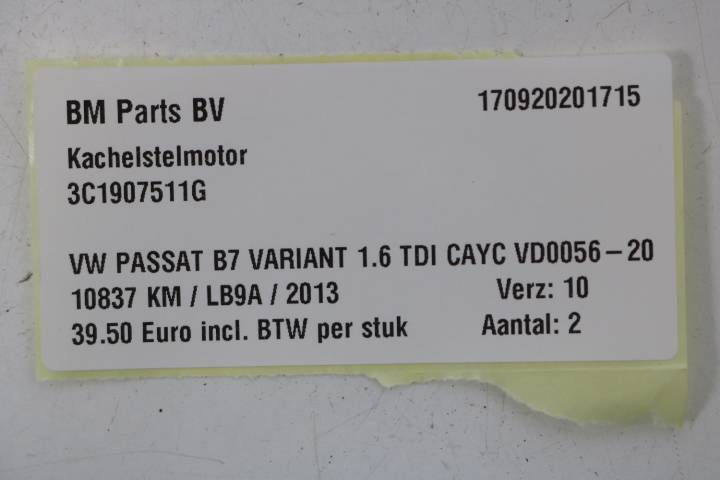 BM Parts BV 170920201715
Kachelstelmotor
3C1907511G
VW PASSAT B7 VARIANT 1.6 TDI CAYC VD0056-20
10837 KM / LB9A / 2013 Verz: 10
39.50 Euro incl. BTW per stuk Aantal: 2